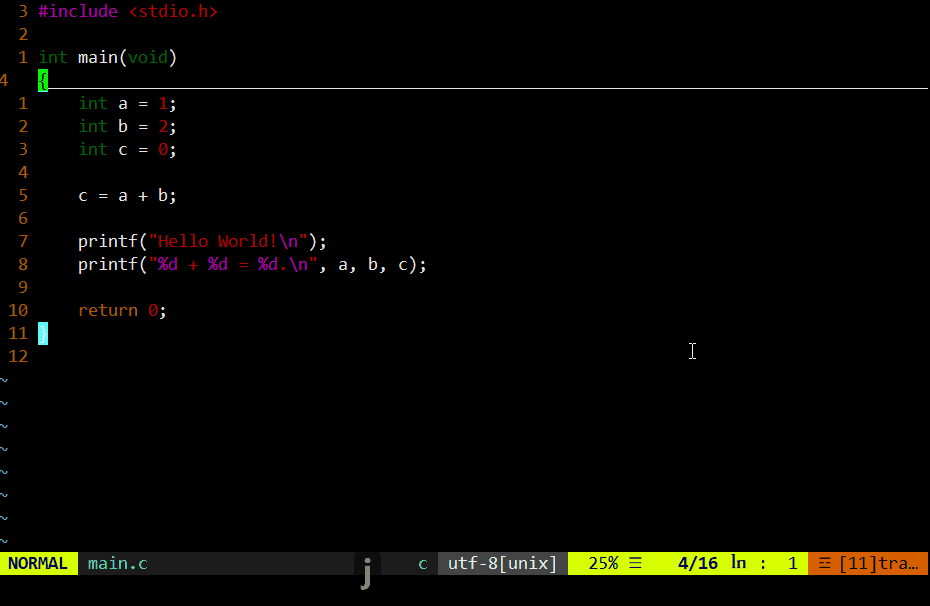 3 #include <stdio.h>
2
1 int main(void)
4 {
1     int a = 1;
2     int b = 2;
3     int c = 0;
4
5     c = a + b;
6
7     printf("Hello World!\n");
8     printf("%d + %d = %d.\n", a, b, c);
9
10     return 0;
11 }
12
~
~
~
~
~
~
~
~
NORMAL main.c c utf-8[unix] 25% ☰ 4/16 ln : 1 ☲ [11]tra…
j